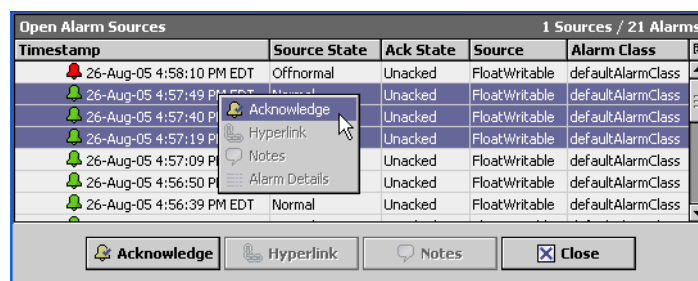 Open Alarm Sources 1 Sources / 21 Alarms
Timestamp Source State Ack State Source Alarm Class
26-Aug-05 4:58:10 PM EDT Offnormal Unacked FloatWritable defaultAlarmClass
26-Aug-05 4:57:49 PM EDT Normal Unacked FloatWritable defaultAlarmClass
26-Aug-05 4:57:40 P Unacked FloatWritable defaultAlarmClass
26-Aug-05 4:57:19 P Unacked FloatWritable defaultAlarmClass
26-Aug-05 4:57:09 P Unacked FloatWritable defaultAlarmClass
26-Aug-05 4:56:50 P Unacked FloatWritable defaultAlarmClass
26-Aug-05 4:56:39 PM EDT Normal Unacked FloatWritable defaultAlarmClass
Acknowledge
Hyperlink
Notes
Alarm Details
Acknowledge Hyperlink Notes Close